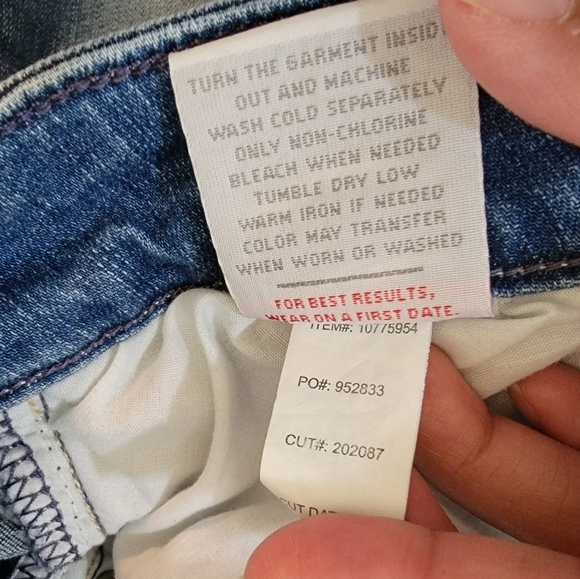 TURN THE GARMENT INSIDE
OUT AND MACHINE
WASH COLD SEPARATELY
ONLY NON-CHLORINE
BLEACH WHEN NEEDED
TUMBLE DRY LOW
WARM IRON IF NEEDED
COLOR MAY TRANSFER
WHEN WORN OR WASHED
FOR BEST RESULTS,
WEAR ON A FIRST DATE.
ITEM#: 10775954
PO#: 952833
CUT#: 202087
CUT DAT